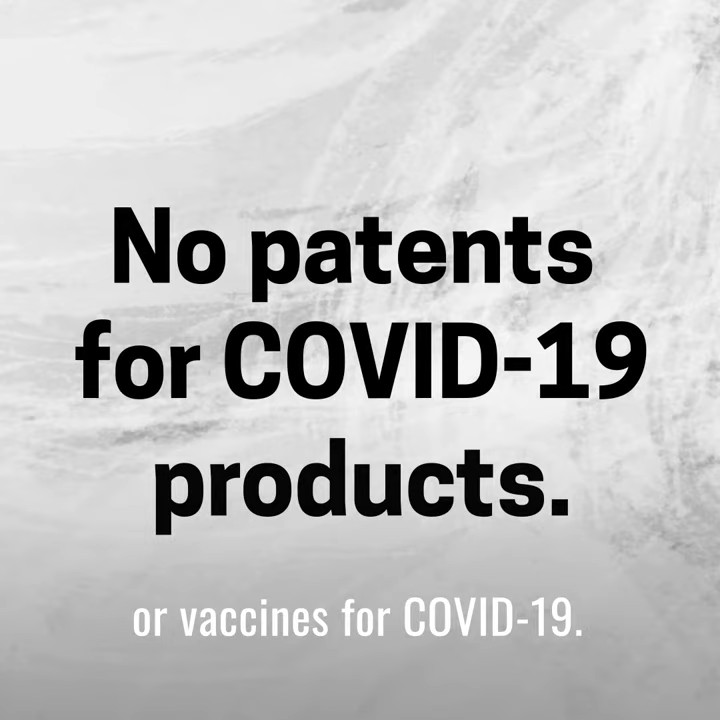 No patents
for COVID-19
products.
or vaccines for COVID-19.